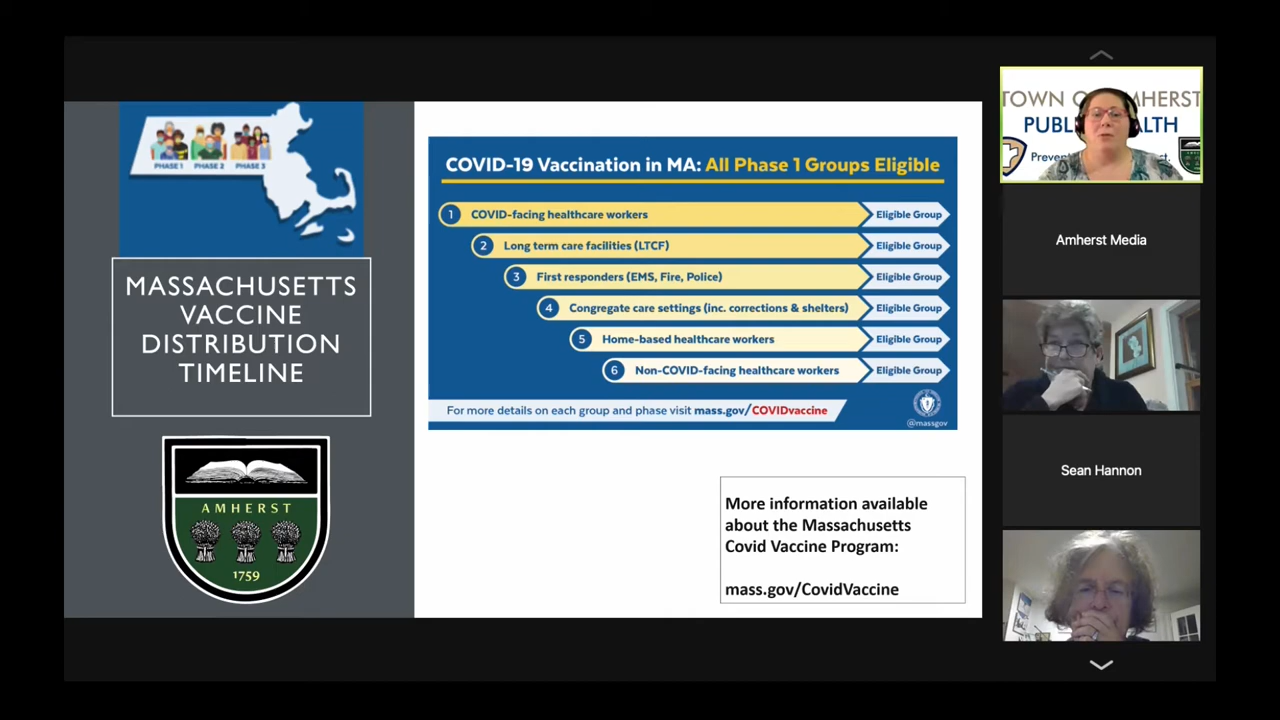 PHASE 1 PHASE 2 PHASE 3
MASSACHUSETTS
VACCINE
DISTRIBUTION
TIMELINE
AMHERST
1759
COVID-19 Vaccination in MA: All Phase 1 Groups Eligible
1 COVID-facing healthcare workers Eligible Group
2 Long term care facilities (LTCF) Eligible Group
3 First responders (EMS, Fire, Police) Eligible Group
4 Congregate care settings (inc. corrections & shelters) Eligible Group
5 Home-based healthcare workers Eligible Group
6 Non-COVID-facing healthcare workers Eligible Group
For more details on each group and phase visit mass.gov/COVIDvaccine
@massgov
More information available
about the Massachusetts
Covid Vaccine Program:
mass.gov/CovidVaccine
TOWN
Amherst Media
Sean Hannon